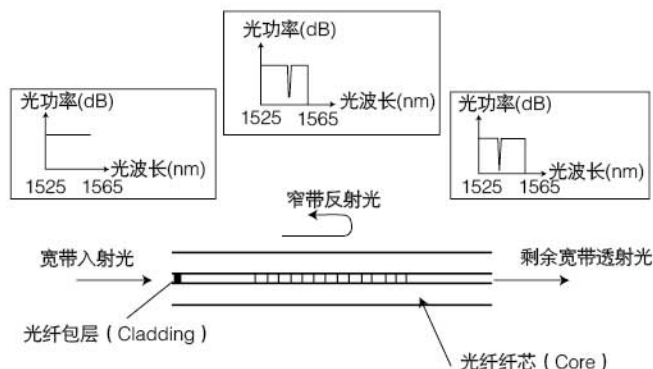 光功率(dB)
光波长(nm)
1525
1565
光功率(dB)
光波长(nm)
1525
1565
光功率(dB)
光波长(nm)
1525
1565
窄带反射光
宽带入射光
剩余宽带透射光
光纤包层（Cladding）
光纤纤芯（Core）